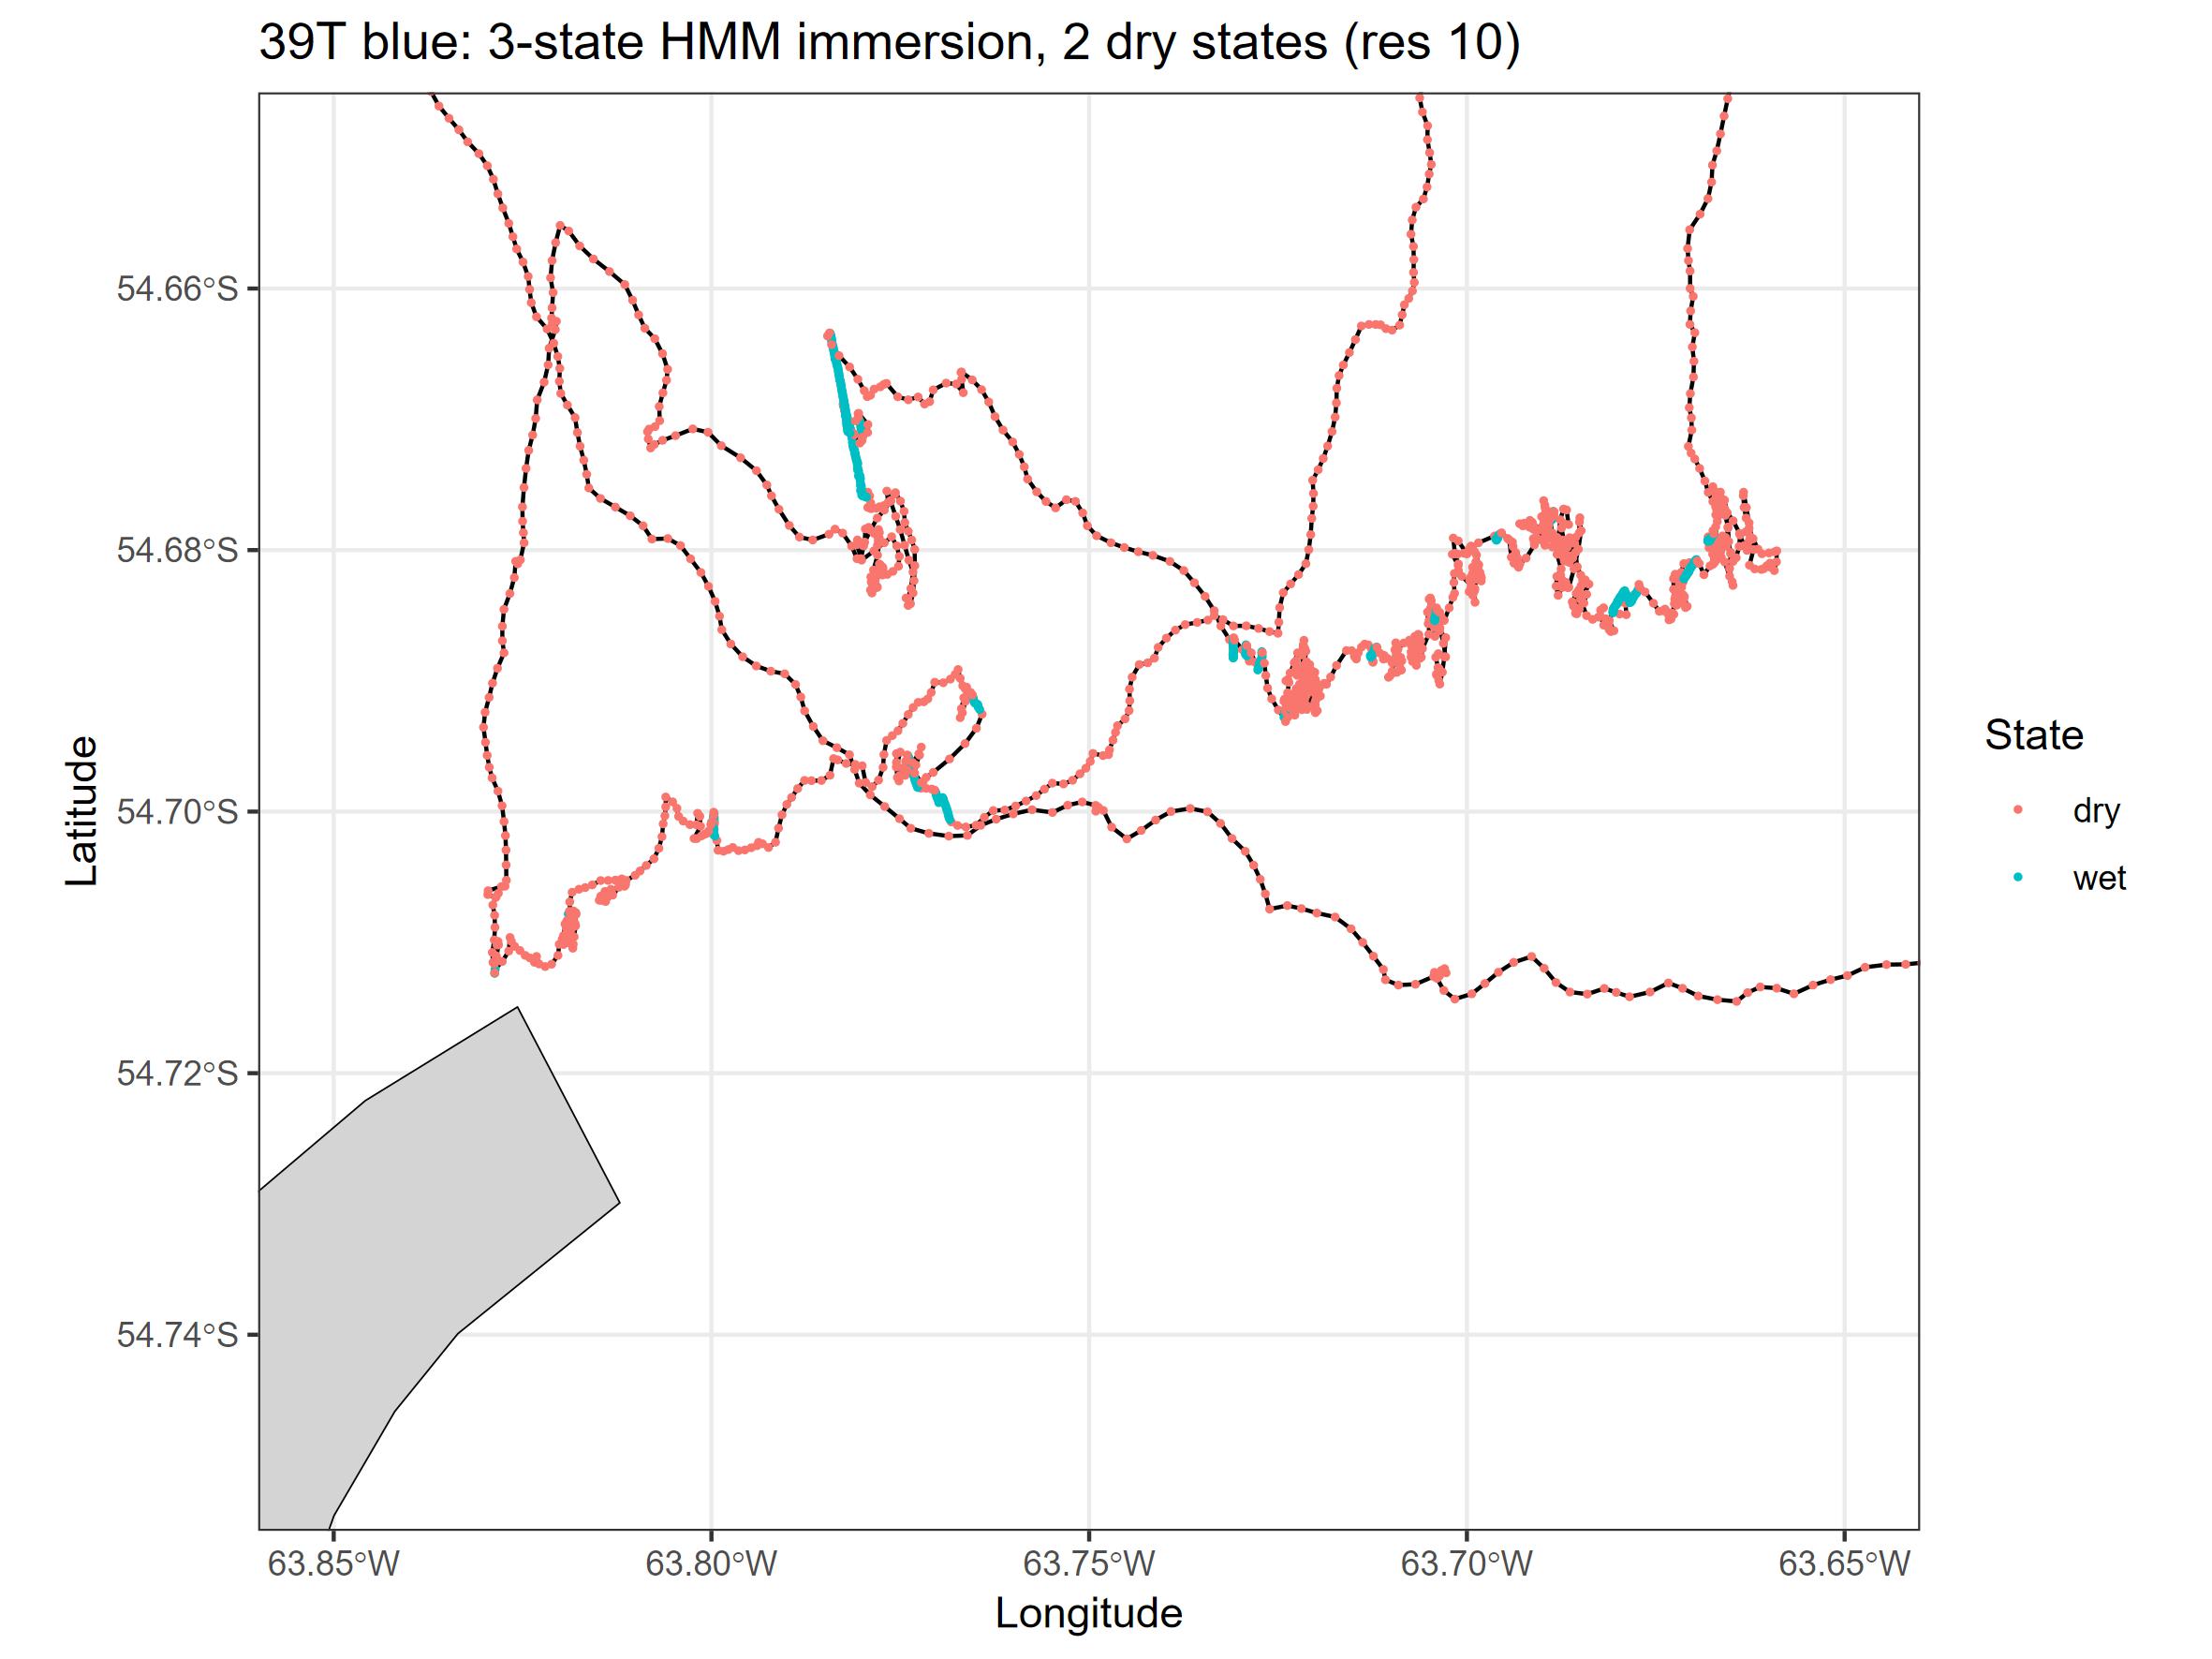 39T blue: 3-state HMM immersion, 2 dry states (res 10)
54.66°S
54.68°S
54.70°S
54.72°S
54.74°S
Latitude
63.85°W
63.80°W
63.75°W
63.70°W
63.65°W
Longitude
State
dry
wet